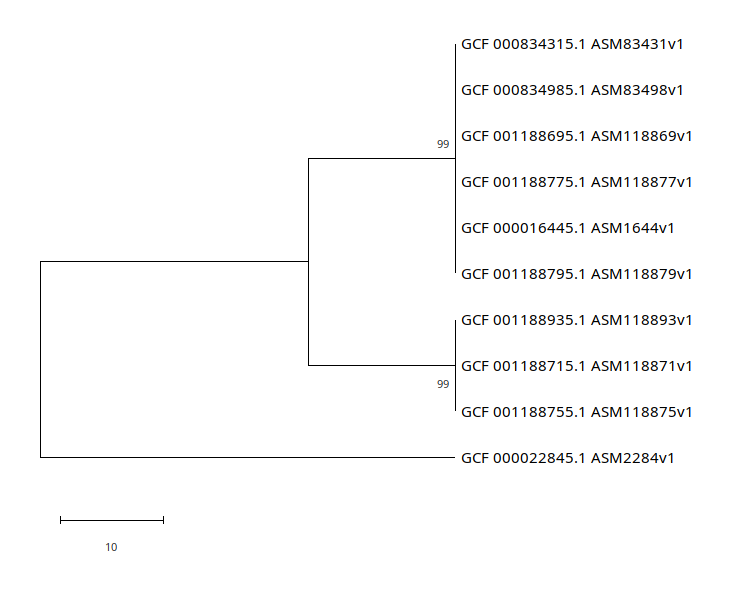 GCF 000834315.1 ASM83431v1
GCF 000834985.1 ASM83498v1
99
GCF 001188695.1 ASM118869v1
GCF 001188775.1 ASM118877v1
GCF 000016445.1 ASM1644v1
GCF 001188795.1 ASM118879v1
GCF 001188935.1 ASM118893v1
GCF 001188715.1 ASM118871v1
99
GCF 001188755.1 ASM118875v1
GCF 000022845.1 ASM2284v1
10